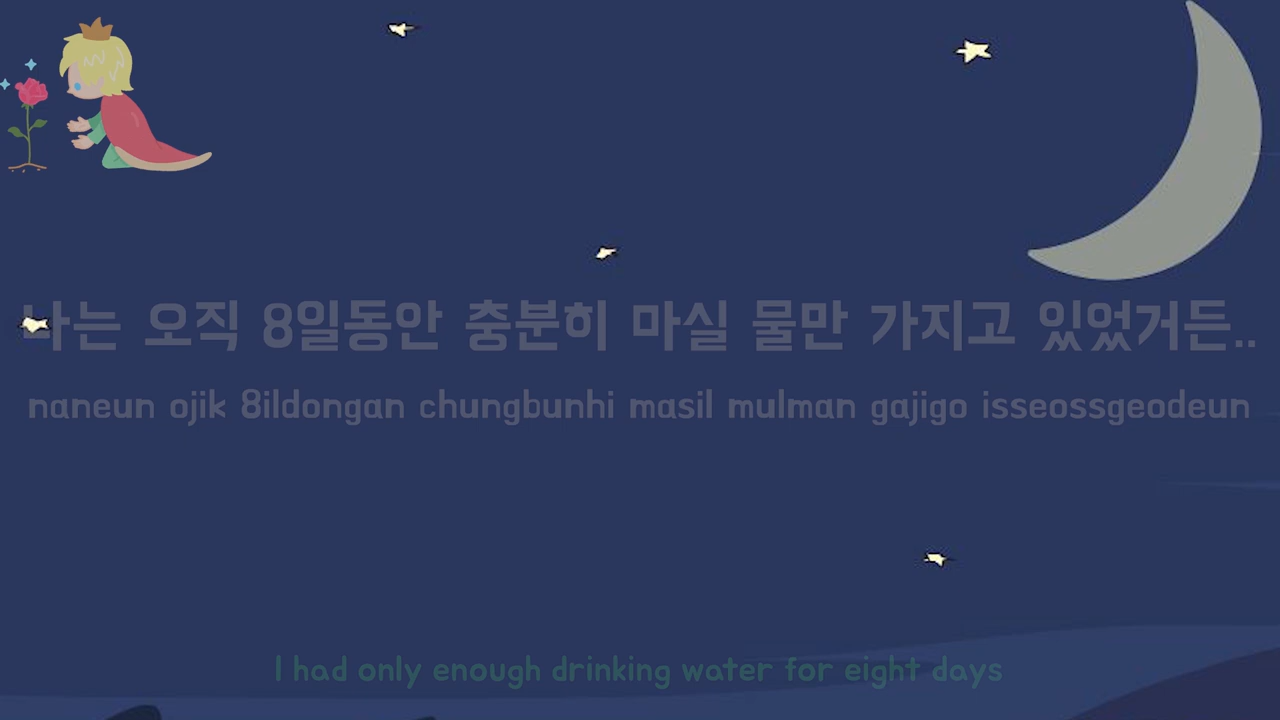 나는 오직 8일동안 충분히 마실 물만 가지고 있었거든..
naneun ojik 8ildongan chungbunhi masil mulman gajigo isseossgeodeun
I had only enough drinking water for eight days